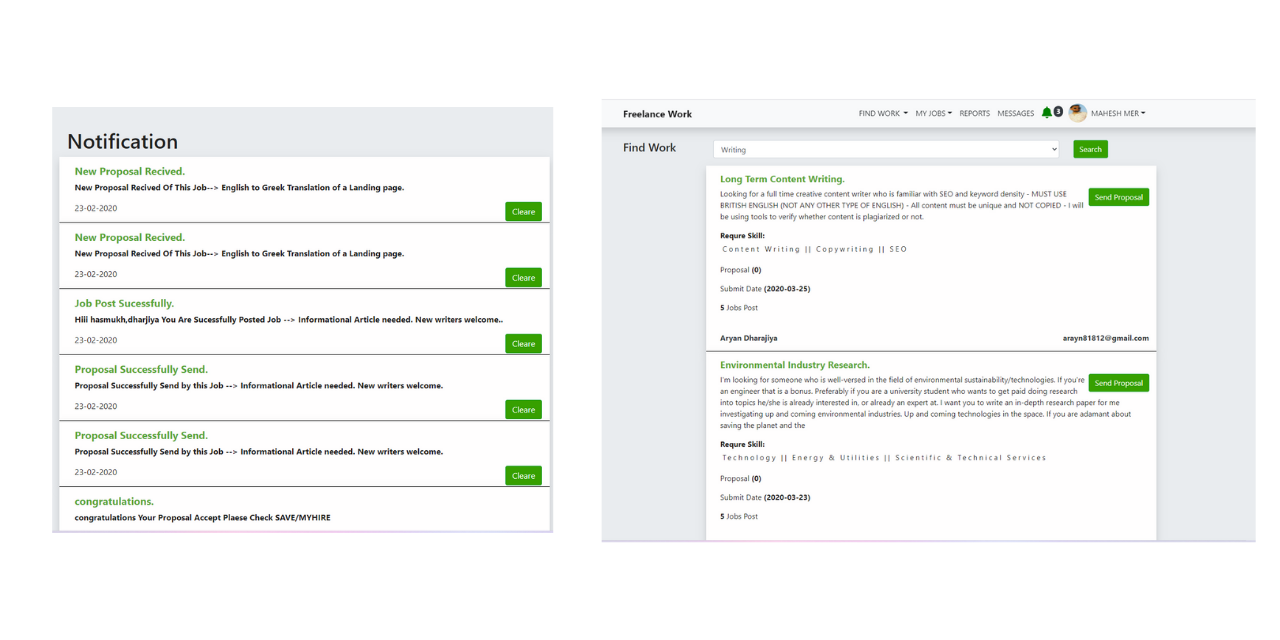 Notification
New Proposal Recived.
New Proposal Recived Of This Job--> English to Greek Translation of a Landing page.
23-02-2020
Cleare
New Proposal Recived.
New Proposal Recived Of This Job--> English to Greek Translation of a Landing page.
23-02-2020
Cleare
Job Post Sucessfully.
Hiii hasmukh,dharjiya You Are Sucessfully Posted Job --> Informational Article needed. New writers welcome..
23-02-2020
Cleare
Proposal Successfully Send.
Proposal Successfully Send by this Job --> Informational Article needed. New writers welcome.
23-02-2020
Cleare
Proposal Successfully Send.
Proposal Successfully Send by this Job --> Informational Article needed. New writers welcome.
23-02-2020
Cleare
congratulations.
congratulations Your Proposal Accept Plaese Check SAVE/MYHIRE
Freelance Work
FIND WORK MY JOBS REPORTS MESSAGES 3 MAHESH MER
Find Work
Writing
Search
Long Term Content Writing.
Looking for a full time creative content writer who is familiar with SEO and keyword density - MUST USE
BRITISH ENGLISH (NOT ANY OTHER TYPE OF ENGLISH) - All content must be unique and NOT COPIED - I will
be using tools to verify whether content is plagiarized or not.
Send Proposal
Requre Skill:
Content Writing || Copywriting || SEO
Proposal (0)
Submit Date (2020-03-25)
5 Jobs Post
Aryan Dharajiya arayn81812@gmail.com
Environmental Industry Research.
I'm looking for someone who is well-versed in the field of environmental sustainability/technologies. If you're
an engineer that is a bonus. Preferably if you are a university student who wants to get paid doing research
into topics he/she is already interested in, or already an expert at. I want you to write an in-depth research paper for me
investigating up and coming environmental industries. Up and coming technologies in the space. If you are adamant about
saving the planet and the
Send Proposal
Requre Skill:
Technology || Energy & Utilities || Scientific & Technical Services
Proposal (0)
Submit Date (2020-03-23)
5 Jobs Post